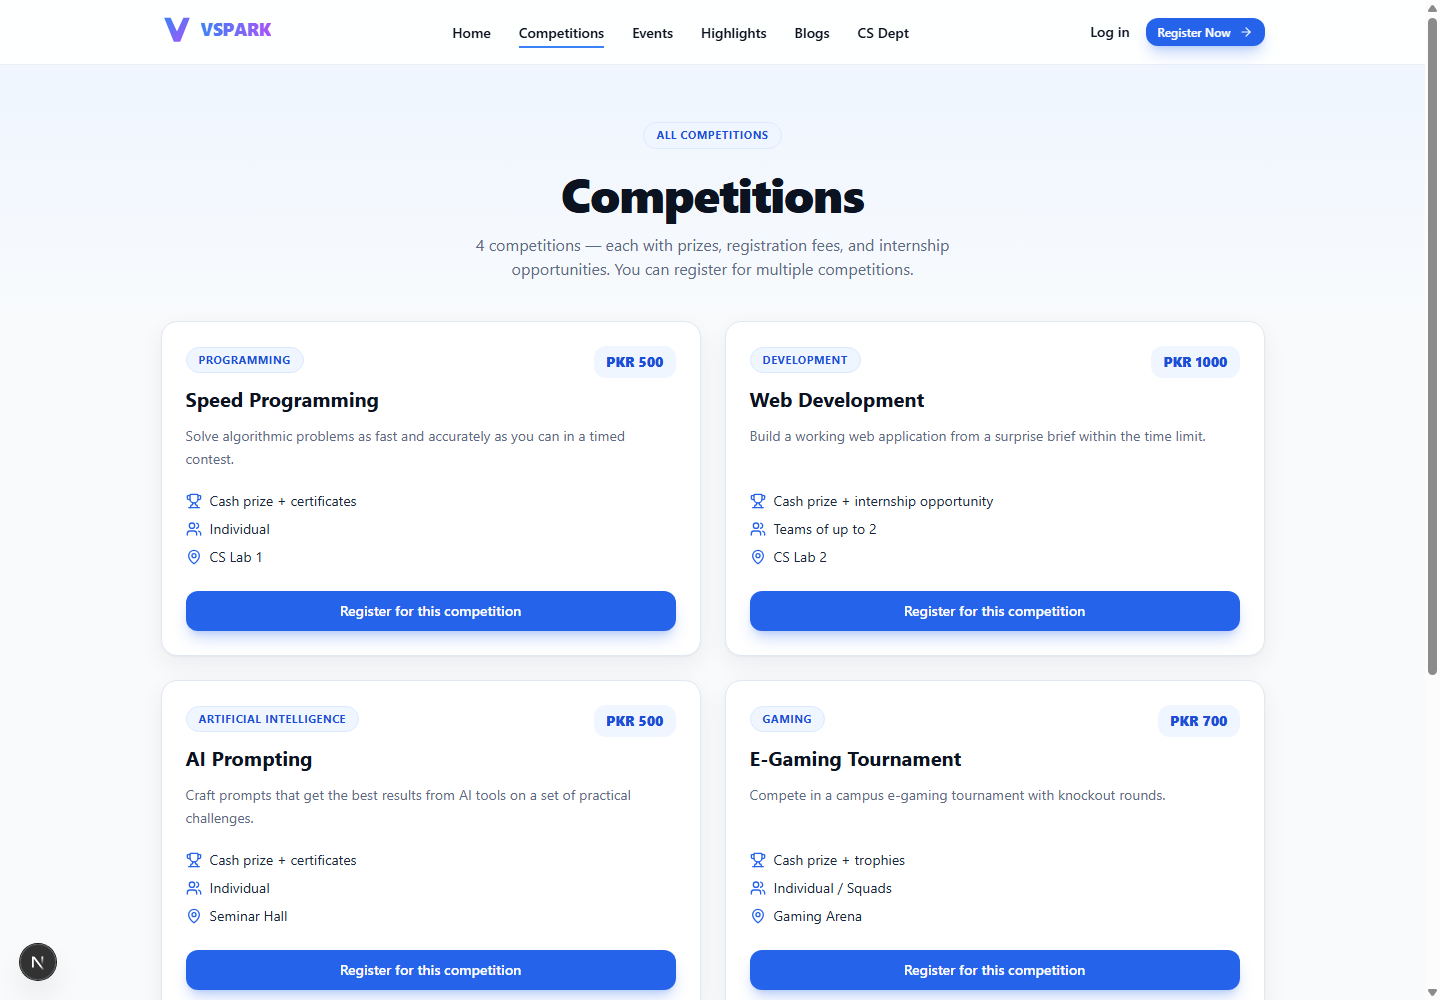 VSPARK
Home
Competitions
Events
Highlights
Blogs
CS Dept
Log in
Register Now
ALL COMPETITIONS
Competitions
4 competitions — each with prizes, registration fees, and internship
opportunities. You can register for multiple competitions.
PROGRAMMING
PKR 500
Speed Programming
Solve algorithmic problems as fast and accurately as you can in a timed
contest.
Cash prize + certificates
Individual
CS Lab 1
Register for this competition
DEVELOPMENT
PKR 1000
Web Development
Build a working web application from a surprise brief within the time limit.
Cash prize + internship opportunity
Teams of up to 2
CS Lab 2
Register for this competition
ARTIFICIAL INTELLIGENCE
PKR 500
AI Prompting
Craft prompts that get the best results from AI tools on a set of practical
challenges.
Cash prize + certificates
Individual
Seminar Hall
Register for this competition
GAMING
PKR 700
E-Gaming Tournament
Compete in a campus e-gaming tournament with knockout rounds.
Cash prize + trophies
Individual / Squads
Gaming Arena
Register for this competition
N